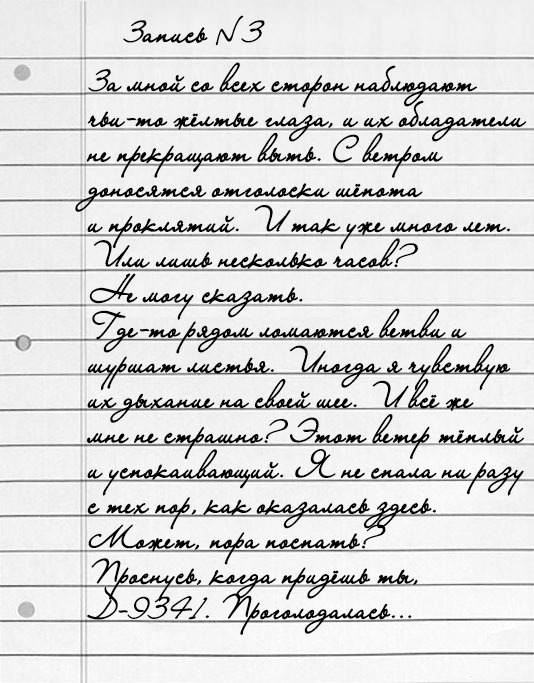 Запись N 3
За мной со всех сторон наблюдают
чьи-то жёлтые глаза, и их обладатели
не прекращают выть. С ветром
доносятся отголоски шёпота
и проклятий. И так уже много лет.
Или лишь несколько часов?
Не могу сказать.
Где-то рядом ломаются ветви и
шуршат листья. Иногда я чувствую
их дыхание на своей шее. И всё же
мне не страшно? Этот ветер тёплый
и успокаивающий. Я не спала ни разу
с тех пор, как оказалась здесь.
Может, пора поспать?
Проснусь, когда придёшь ты,
D-9341. Проголодалась...